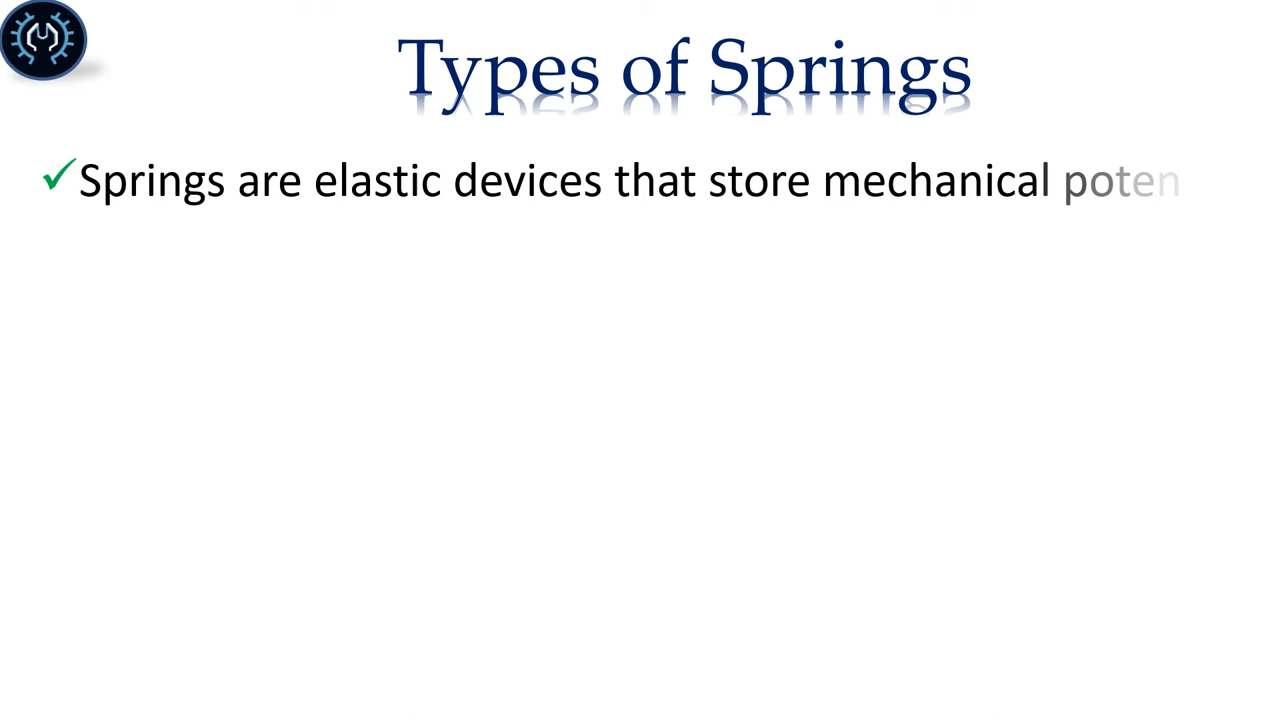 Types of Springs
✓Springs are elastic devices that store mechanical poten